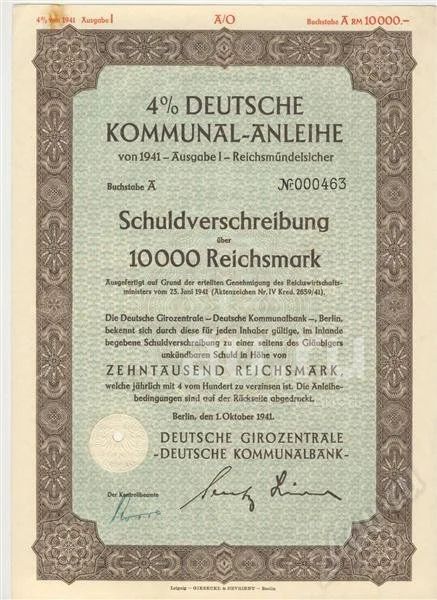 4% von 1941 Ausgabe I A/O Buchstabe A RM 10000.—
4% DEUTSCHE
KOMMUNAL-ANLEIHE
von 1941 – Ausgabe I – Reichsmündelsicher
Buchstabe A № 000463
Schuldverschreibung
über
10000 Reichsmark
Ausgefertigt auf Grund der erteilten Genehmigung des Reichswirtschafts-
ministers vom 23. Juni 1941 (Aktenzeichen Nr. IV Kred. 2659/41).
Die Deutsche Girozentrale – Deutsche Kommunalbank –, Berlin,
bekennt sich durch diese für jeden Inhaber gültige, im Inlande
begebene Schuldverschreibung zu einer seitens des Gläubigers
unkündbaren Schuld in Höhe von
ZEHNTAUSEND REICHSMARK,
welche jährlich mit 4 vom Hundert zu verzinsen ist. Die Anleihe-
bedingungen sind auf der Rückseite abgedruckt.
Berlin, den 1. Oktober 1941.
DEUTSCHE GIROZENTRALE
-DEUTSCHE KOMMUNALBANK-
Der Kontrollbeamte
Leipzig – GIESECKE & DEVRIENT – Berlin